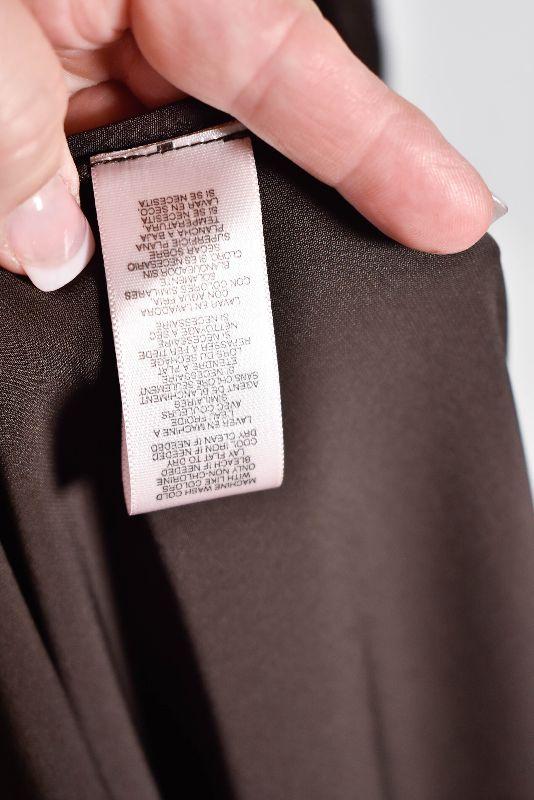 MACHINE WASH COLD
WITH LIKE COLORS
ONLY NON-CHLORINE
BLEACH IF NEEDED
LAY FLAT TO DRY
COOL IRON IF NEEDED
DRY CLEAN IF NEEDED
LAVER EN MACHINE A
L'EAU FROIDE
AVEC COULEURS
SIMILAIRES
AGENT DE BLANCHIMENT
SANS CHLORE SEULEMENT
SI NECESSAIRE
ETENDRE A PLAT
LORS DU SECHAGE
REPASSER A FER TIEDE
SI NECESSAIRE
NETTOYAGE A SEC
SI NECESSAIRE
LAVAR EN LAVADORA
CON AGUA FRIA
CON COLORES SIMILARES
SOLAMENTE
BLANQUEADOR SIN
CLORO, SI ES NECESARIO
SECAR SOBRE
SUPERFICIE PLANA
PLANCHA A BAJA
TEMPERATURA
SI SE NECESITA
LAVAR EN SECO,
SI SE NECESITA